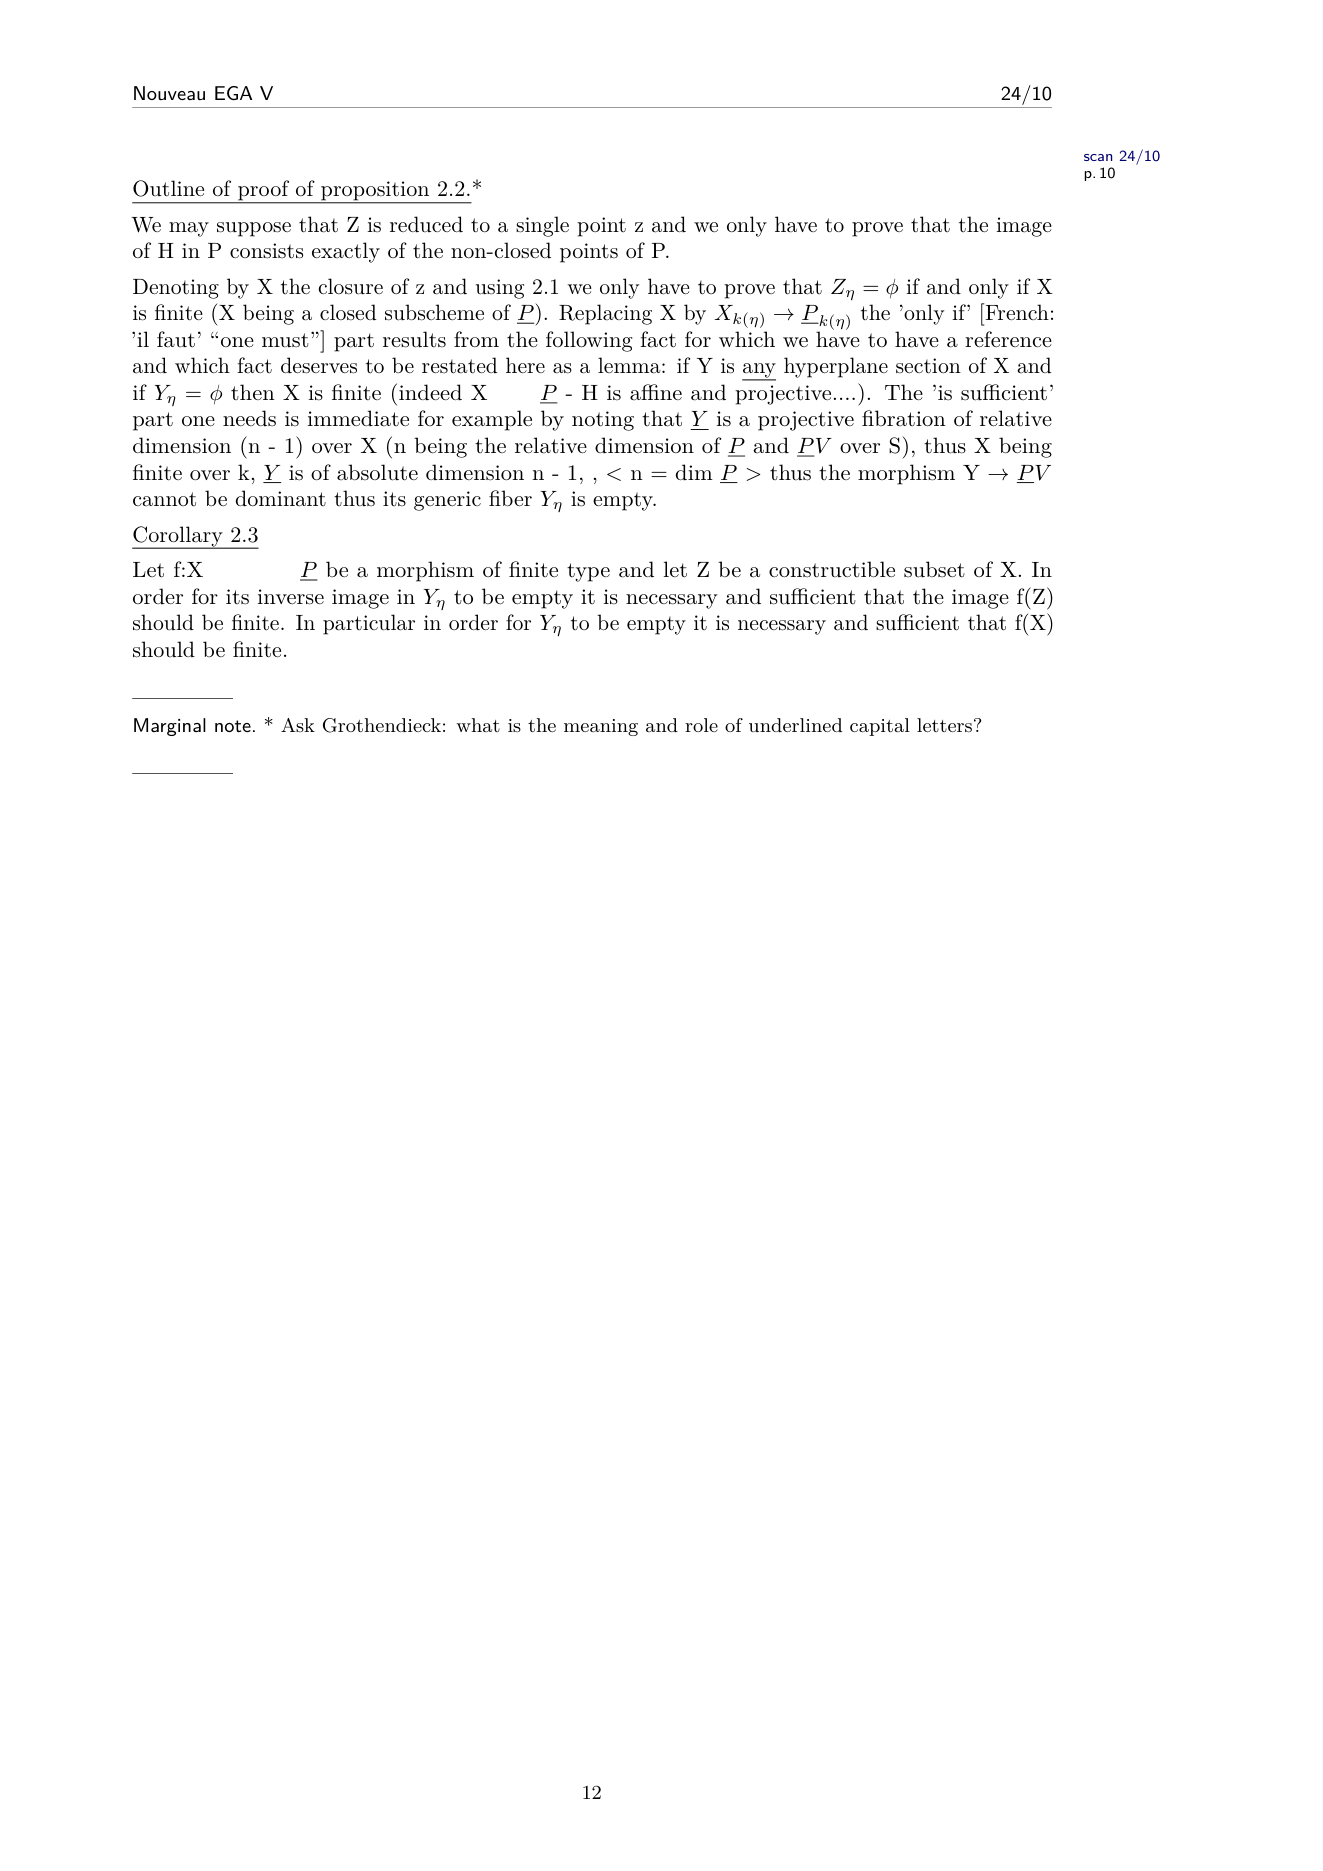 Nouveau EGA V 24/10
scan 24/10
p. 10
Outline of proof of proposition 2.2.*
We may suppose that Z is reduced to a single point z and we only have to prove that the image
of H in P consists exactly of the non-closed points of P.
Denoting by X the closure of z and using 2.1 we only have to prove that Z_η = ϕ if and only if X
is finite (X being a closed subscheme of P). Replacing X by X_{k(η)} → P_{k(η)} the ’only if’ [French:
’il faut’ “one must”] part results from the following fact for which we have to have a reference
and which fact deserves to be restated here as a lemma: if Y is any hyperplane section of X and
if Y_η = ϕ then X is finite (indeed X P - H is affine and projective....). The ’is sufficient’
part one needs is immediate for example by noting that Y is a projective fibration of relative
dimension (n - 1) over X (n being the relative dimension of P and PV over S), thus X being
finite over k, Y is of absolute dimension n - 1, , < n = dim P > thus the morphism Y → PV
cannot be dominant thus its generic fiber Y_η is empty.
Corollary 2.3
Let f:X P be a morphism of finite type and let Z be a constructible subset of X. In
order for its inverse image in Y_η to be empty it is necessary and sufficient that the image f(Z)
should be finite. In particular in order for Y_η to be empty it is necessary and sufficient that f(X)
should be finite.
Marginal note. * Ask Grothendieck: what is the meaning and role of underlined capital letters?
12